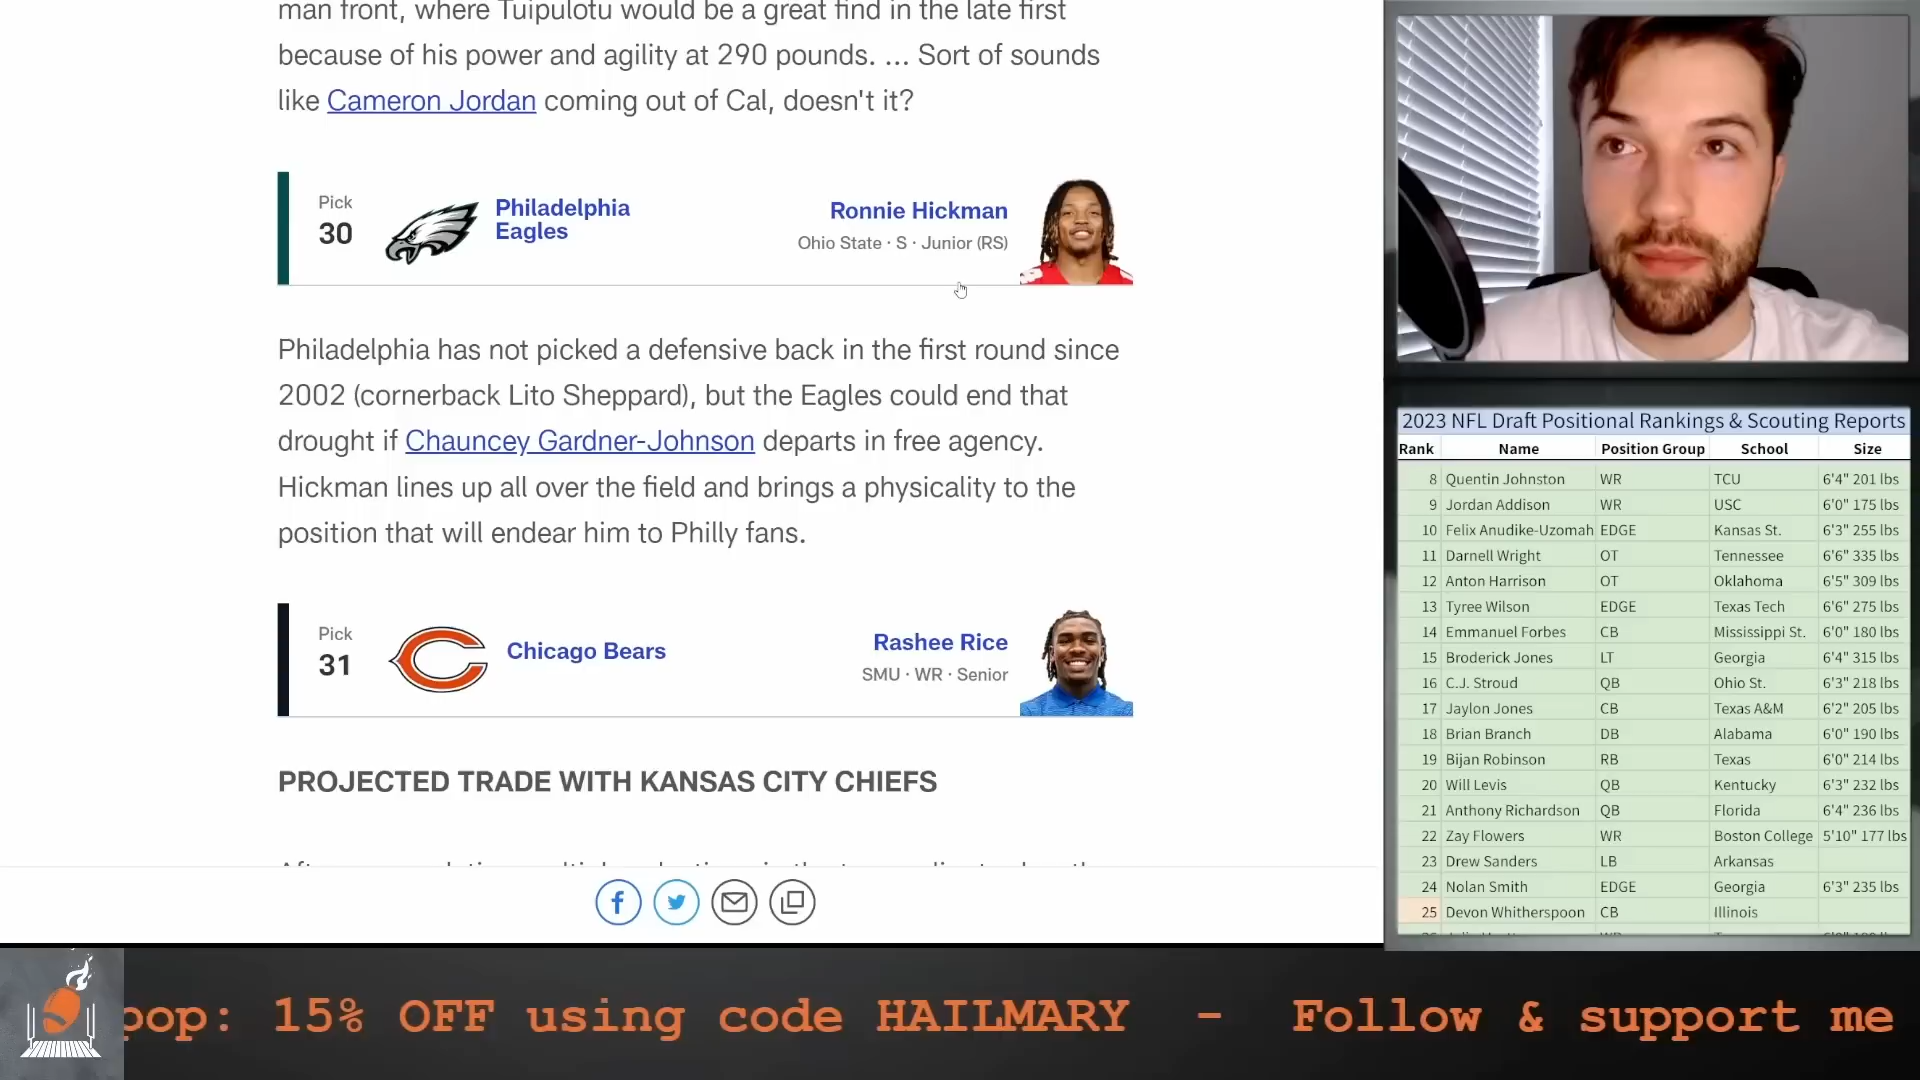 man front, where Tuipulotu would be a great find in the late first
because of his power and agility at 290 pounds. ... Sort of sounds
like Cameron Jordan coming out of Cal, doesn't it?
Pick
30
Philadelphia
Eagles
Ronnie Hickman
Ohio State · S · Junior (RS)
Philadelphia has not picked a defensive back in the first round since
2002 (cornerback Lito Sheppard), but the Eagles could end that
drought if Chauncey Gardner-Johnson departs in free agency.
Hickman lines up all over the field and brings a physicality to the
position that will endear him to Philly fans.
Pick
31
Chicago Bears
Rashee Rice
SMU · WR · Senior
PROJECTED TRADE WITH KANSAS CITY CHIEFS
2023 NFL Draft Positional Rankings & Scouting Reports
Rank Name Position Group School Size
8 Quentin Johnston WR TCU 6'4" 201 lbs
9 Jordan Addison WR USC 6'0" 175 lbs
10 Felix Anudike-Uzomah EDGE Kansas St. 6'3" 255 lbs
11 Darnell Wright OT Tennessee 6'6" 335 lbs
12 Anton Harrison OT Oklahoma 6'5" 309 lbs
13 Tyree Wilson EDGE Texas Tech 6'6" 275 lbs
14 Emmanuel Forbes CB Mississippi St. 6'0" 180 lbs
15 Broderick Jones LT Georgia 6'4" 315 lbs
16 C.J. Stroud QB Ohio St. 6'3" 218 lbs
17 Jaylon Jones CB Texas A&M 6'2" 205 lbs
18 Brian Branch DB Alabama 6'0" 190 lbs
19 Bijan Robinson RB Texas 6'0" 214 lbs
20 Will Levis QB Kentucky 6'3" 232 lbs
21 Anthony Richardson QB Florida 6'4" 236 lbs
22 Zay Flowers WR Boston College 5'10" 177 lbs
23 Drew Sanders LB Arkansas
24 Nolan Smith EDGE Georgia 6'3" 235 lbs
25 Devon Whitherspoon CB Illinois
pop: 15% OFF using code HAILMARY - Follow & support me